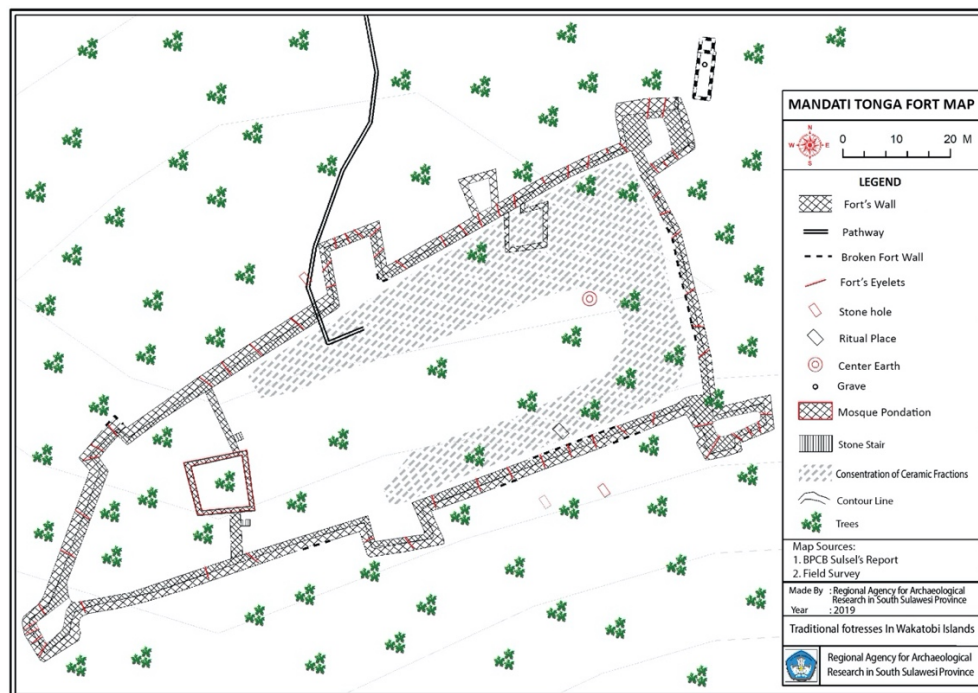 MANDATI TONGA FORT MAP
N
W E
S
0 10 20 M
LEGEND
Fort's Wall
Pathway
Broken Fort Wall
Fort's Eyelets
Stone hole
Ritual Place
Center Earth
Grave
Mosque Pondation
Stone Stair
Consentration of Ceramic Fractions
Contour Line
Trees
Map Sources:
1. BPCB Sulsel's Report
2. Field Survey
Made By : Regional Agency for Archaeological
Research in South Sulawesi Province
Year : 2019
Traditional fotresses In Wakatobi Islands
Regional Agency for Archaeological
Research in South Sulawesi Province